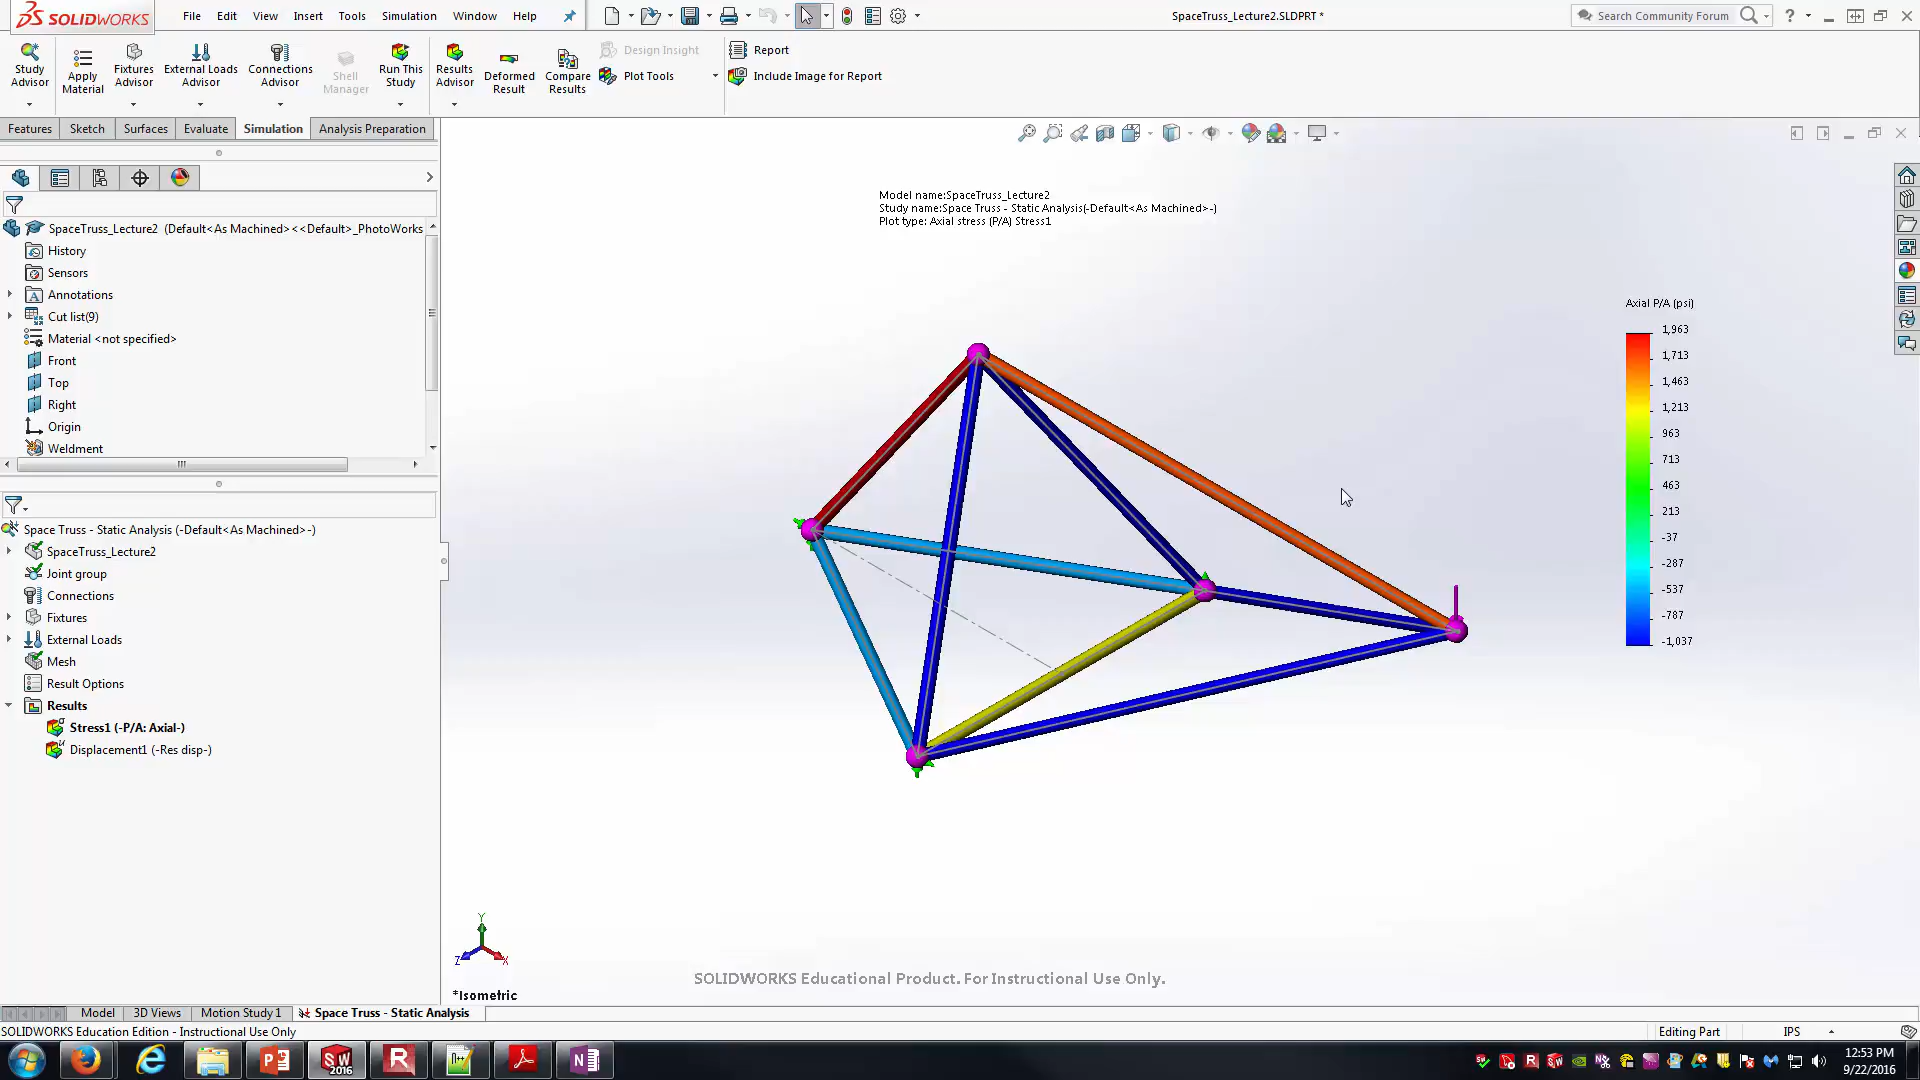 SOLIDWORKS
File Edit View Insert Tools Simulation Window Help
SpaceTruss_Lecture2.SLDPRT *
Search Community Forum
Study Advisor
Apply Material
Fixtures Advisor
External Loads Advisor
Connections Advisor
Shell Manager
Run This Study
Results Advisor
Deformed Result
Compare Results
Design Insight
Plot Tools
Report
Include Image for Report
Features Sketch Surfaces Evaluate Simulation Analysis Preparation
SpaceTruss_Lecture2 (Default<As Machined><<Default>_PhotoWorks
History
Sensors
Annotations
Cut list(9)
Material <not specified>
Front
Top
Right
Origin
Weldment
Space Truss - Static Analysis (-Default<As Machined>-)
SpaceTruss_Lecture2
Joint group
Connections
Fixtures
External Loads
Mesh
Result Options
Results
Stress1 (-P/A: Axial-)
Displacement1 (-Res disp-)
Model name:SpaceTruss_Lecture2
Study name:Space Truss - Static Analysis(-Default<As Machined>-)
Plot type: Axial stress (P/A) Stress1
Axial P/A (psi)
1,963
1,713
1,463
1,213
963
713
463
213
-37
-287
-537
-787
-1,037
Y
Z
X
*Isometric
SOLIDWORKS Educational Product. For Instructional Use Only.
Model 3D Views Motion Study 1 Space Truss - Static Analysis
SOLIDWORKS Education Edition - Instructional Use Only
Editing Part
IPS
12:53 PM
9/22/2016